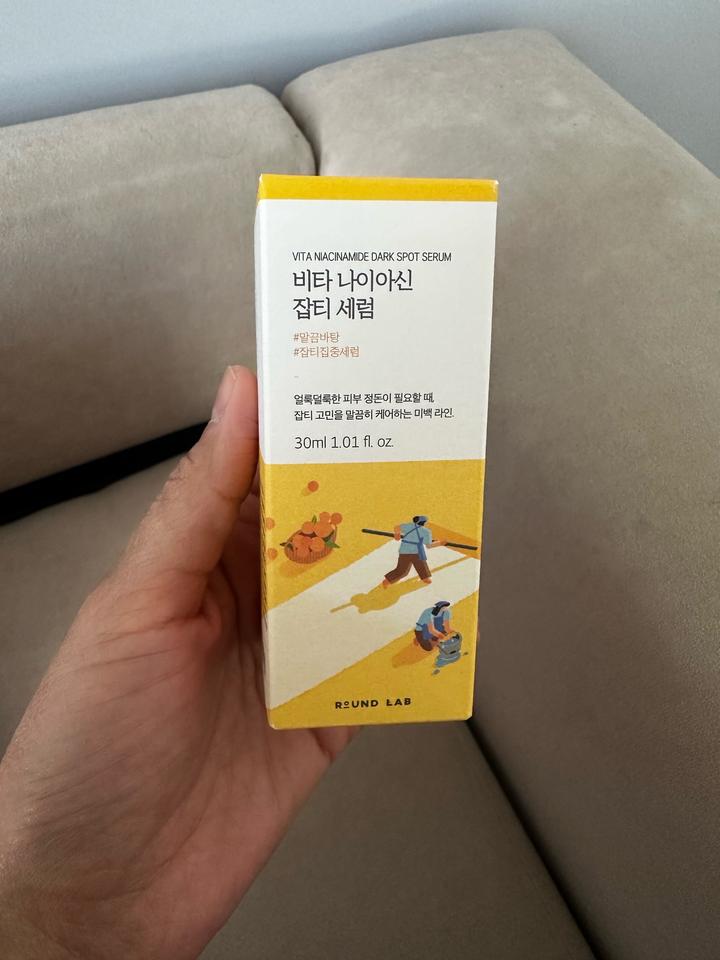 VITA NIACINAMIDE DARK SPOT SERUM
비타 나이아신
잡티 세럼
#말끔바탕
#잡티집중세럼
얼룩덜룩한 피부 정돈이 필요할 때,
잡티 고민을 말끔히 케어하는 미백 라인.
30ml 1.01 fl. oz.
ROUND LAB